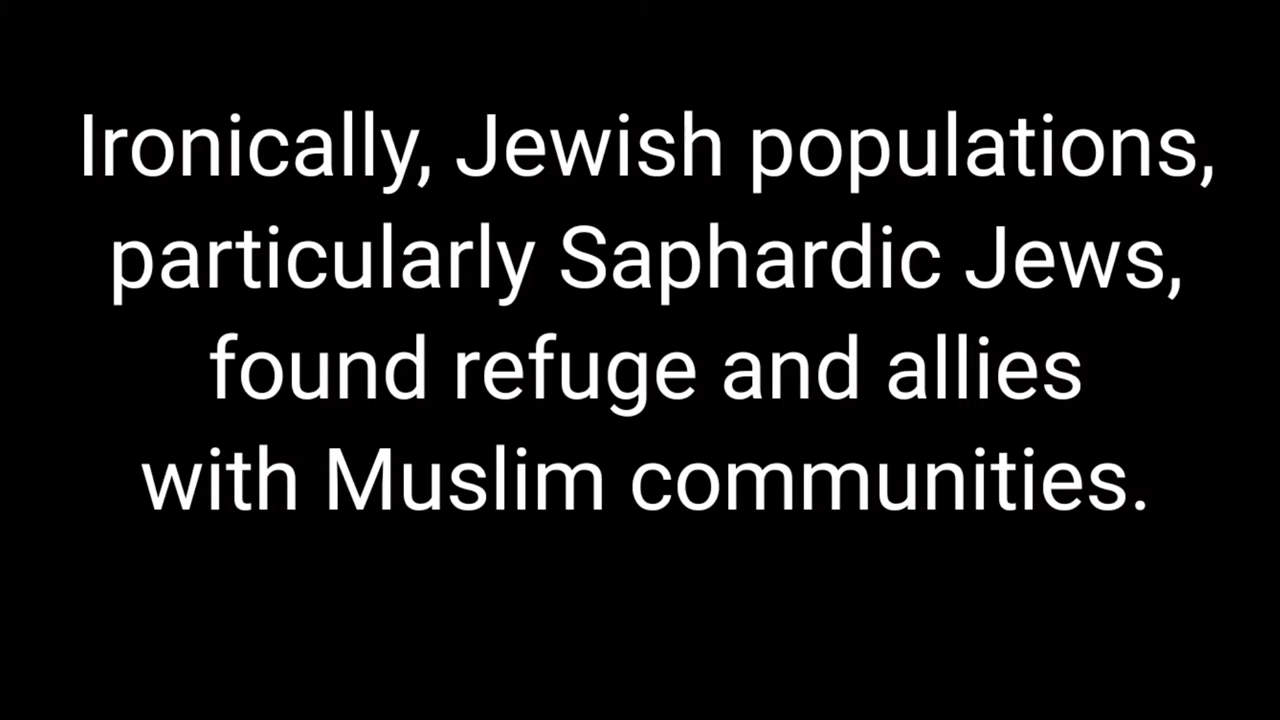 Ironically, Jewish populations,
particularly Saphardic Jews,
found refuge and allies
with Muslim communities.